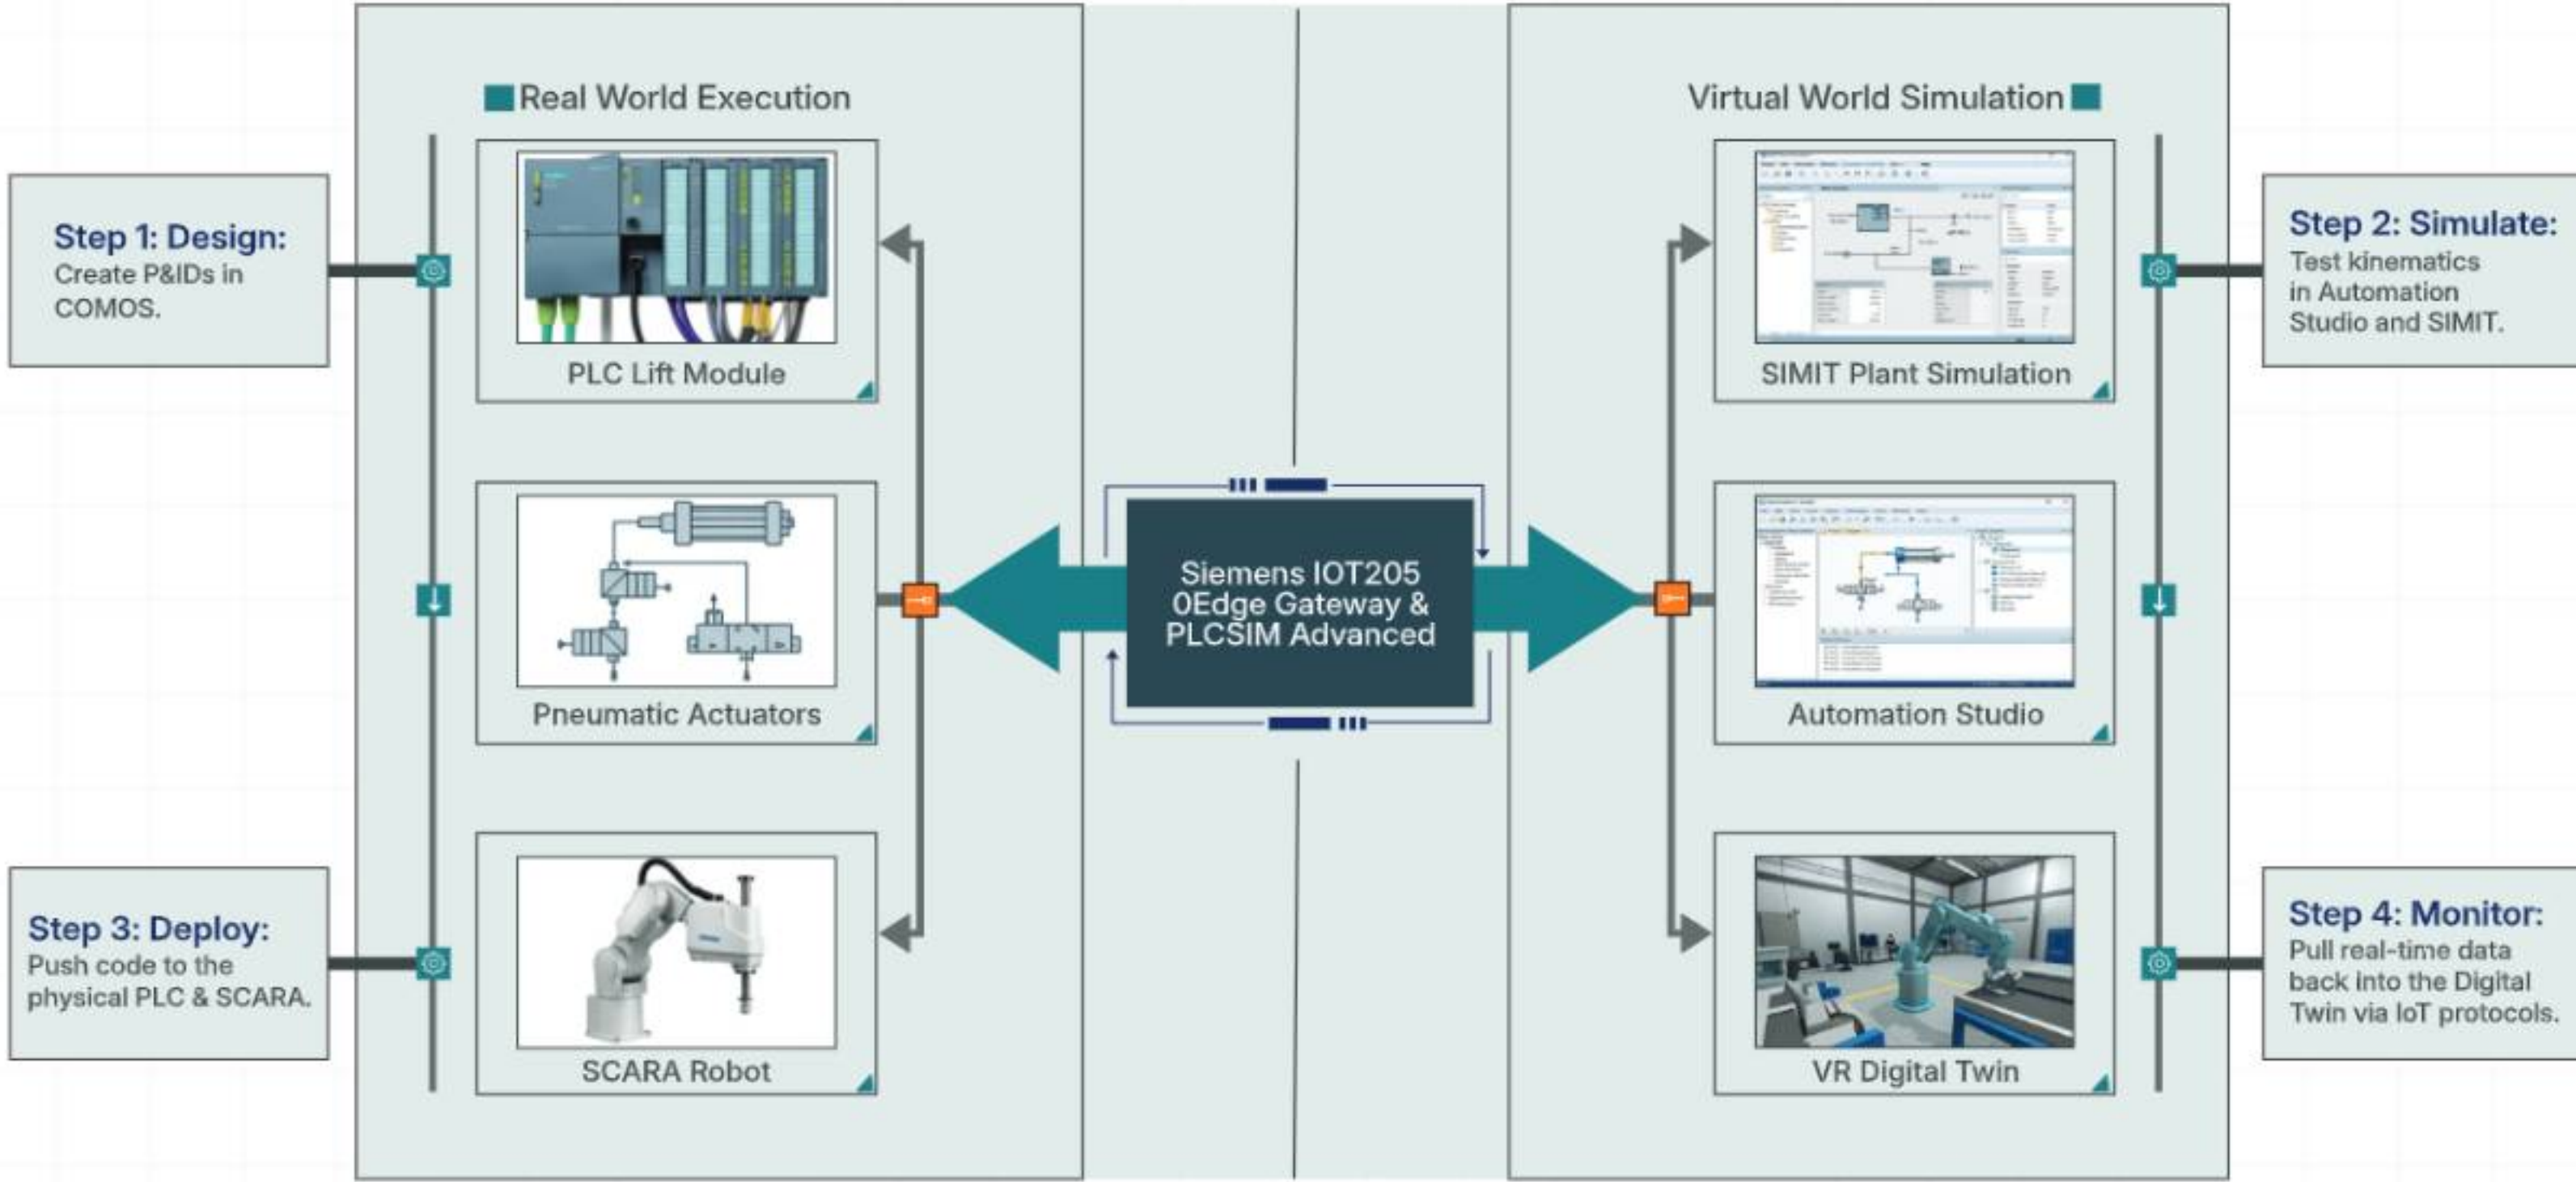 Real World Execution
Virtual World Simulation
Step 1: Design:
Create P&IDs in
COMOS.
PLC Lift Module
SIMIT Plant Simulation
Step 2: Simulate:
Test kinematics
in Automation
Studio and SIMIT.
Pneumatic Actuators
Siemens IOT205
0Edge Gateway &
PLCSIM Advanced
Automation Studio
Step 3: Deploy:
Push code to the
physical PLC & SCARA.
SCARA Robot
VR Digital Twin
Step 4: Monitor:
Pull real-time data
back into the Digital
Twin via IoT protocols.